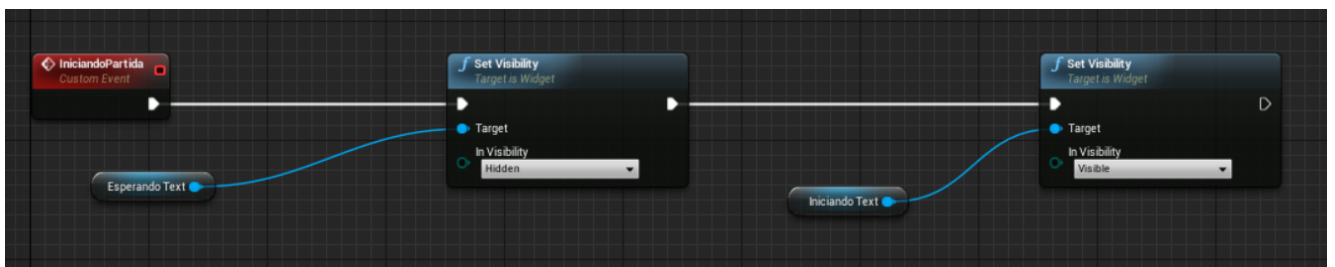 IniciandoPartida
Custom Event
Esperando Text
Set Visibility
Target is Widget
Target
In Visibility
Hidden
Iniciando Text
Set Visibility
Target is Widget
Target
In Visibility
Visible